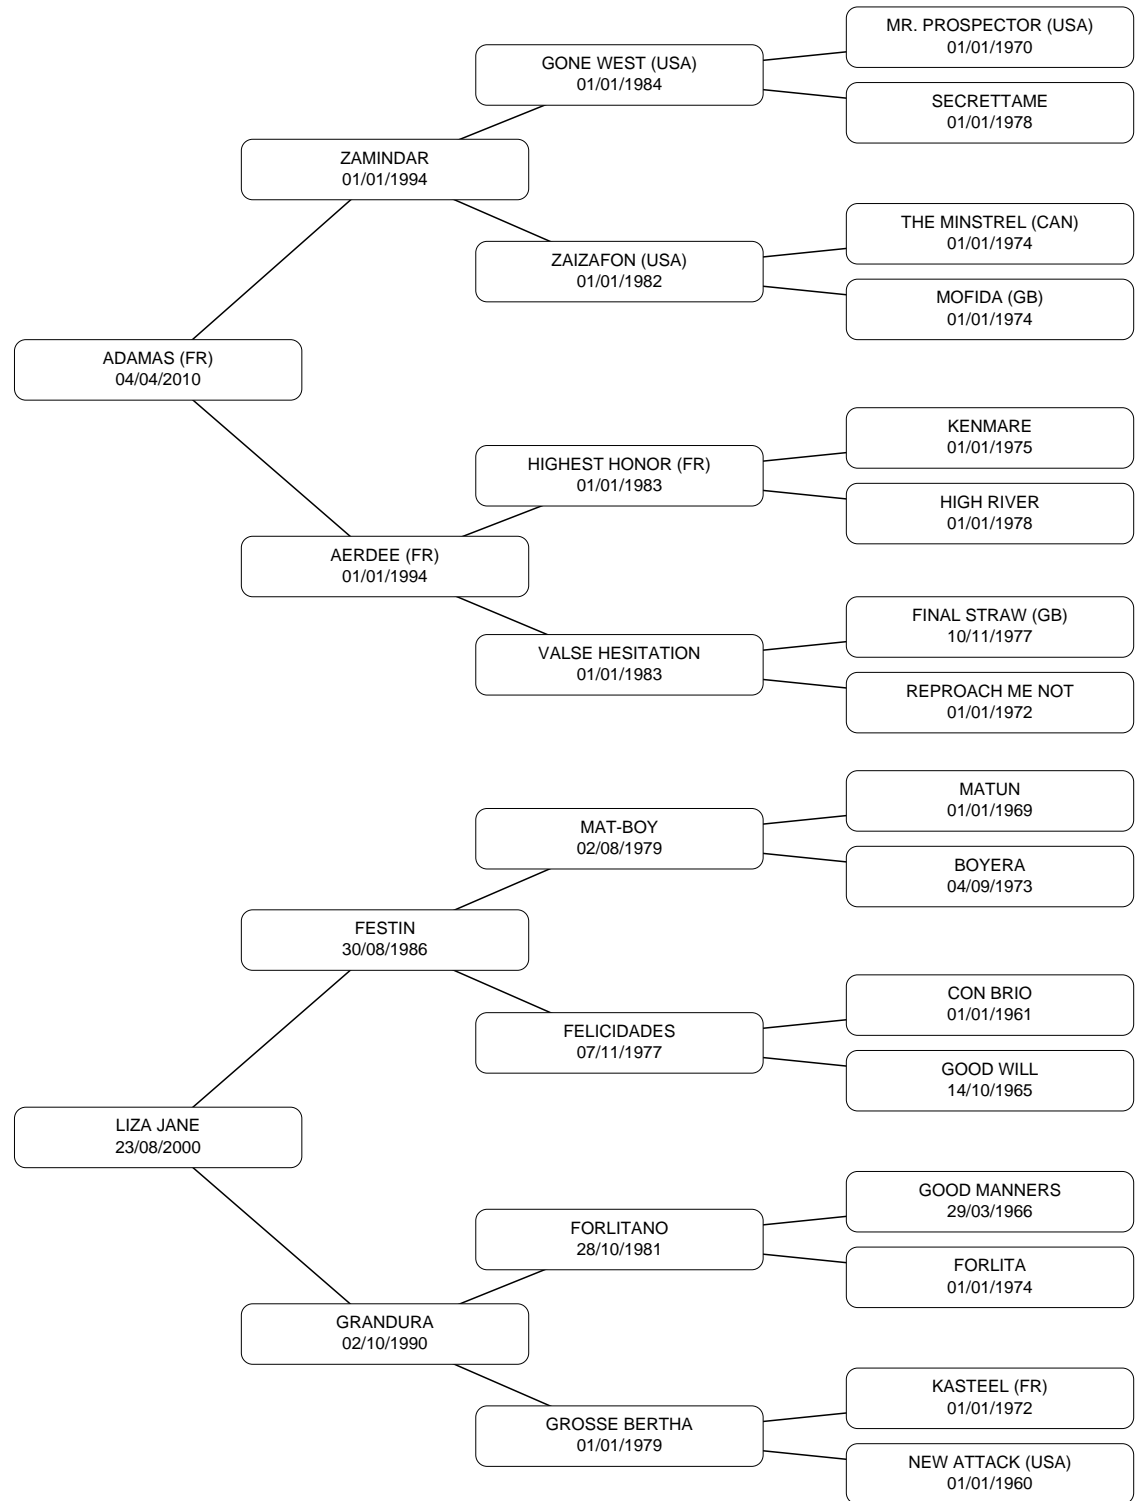 MR. PROSPECTOR (USA)
01/01/1970
GONE WEST (USA)
01/01/1984
SECRETTAME
01/01/1978
ZAMINDAR
01/01/1994
THE MINSTREL (CAN)
01/01/1974
ZAIZAFON (USA)
01/01/1982
MOFIDA (GB)
01/01/1974
ADAMAS (FR)
04/04/2010
KENMARE
01/01/1975
HIGHEST HONOR (FR)
01/01/1983
HIGH RIVER
01/01/1978
AERDEE (FR)
01/01/1994
FINAL STRAW (GB)
10/11/1977
VALSE HESITATION
01/01/1983
REPROACH ME NOT
01/01/1972
MATUN
01/01/1969
MAT-BOY
02/08/1979
BOYERA
04/09/1973
FESTIN
30/08/1986
CON BRIO
01/01/1961
FELICIDADES
07/11/1977
GOOD WILL
14/10/1965
LIZA JANE
23/08/2000
GOOD MANNERS
29/03/1966
FORLITANO
28/10/1981
FORLITA
01/01/1974
GRANDURA
02/10/1990
KASTEEL (FR)
01/01/1972
GROSSE BERTHA
01/01/1979
NEW ATTACK (USA)
01/01/1960